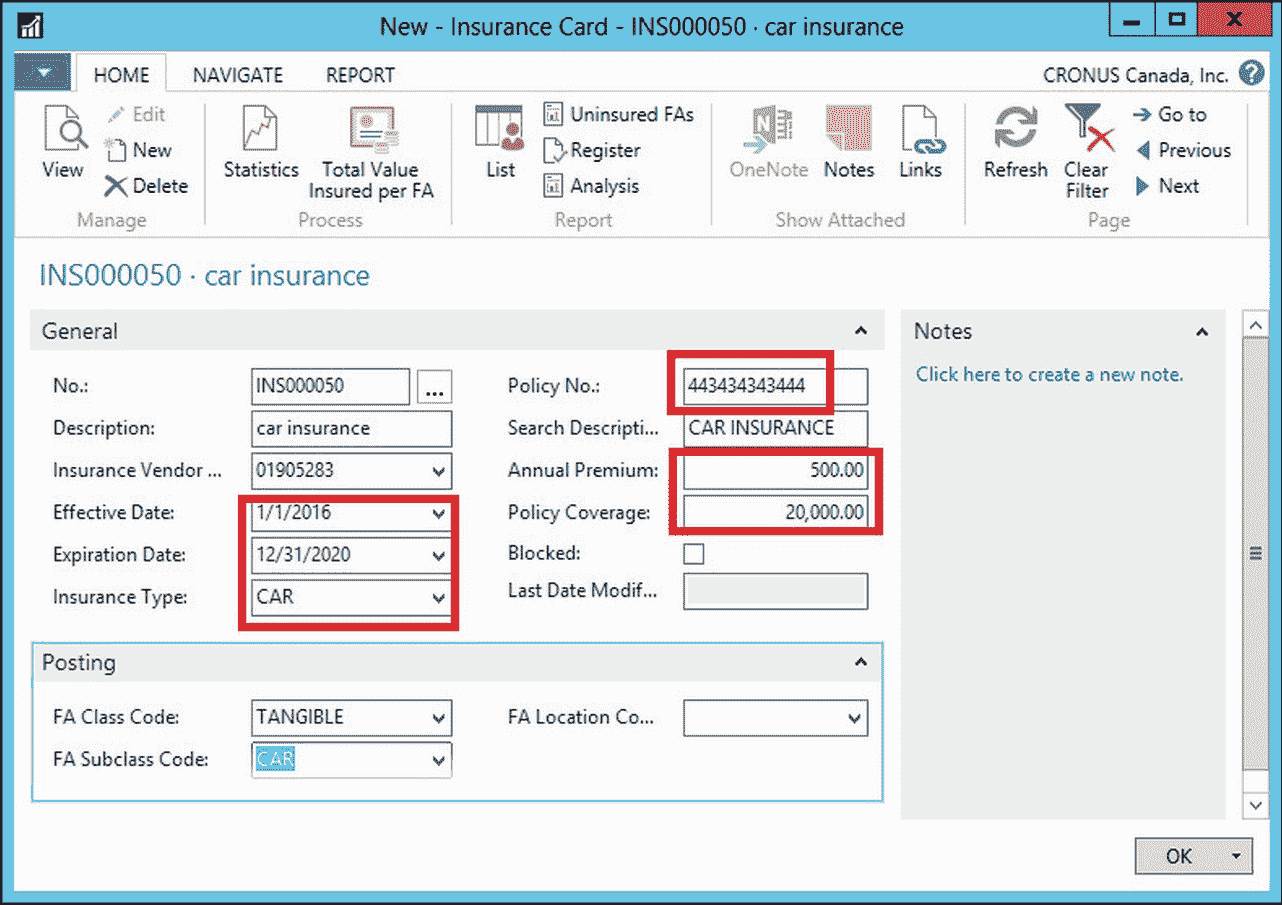 New - Insurance Card - INS000050 · car insurance
HOME NAVIGATE REPORT CRONUS Canada, Inc. ?
View
Edit
New
Delete
Manage
Statistics
Total Value
Insured per FA
Process
List
Uninsured FAs
Register
Analysis
Report
OneNote
Notes
Links
Show Attached
Refresh
Clear
Filter
Go to
Previous
Next
Page
INS000050 · car insurance
General
No.: INS000050 ...
Description: car insurance
Insurance Vendor ... 01905283
Effective Date: 1/1/2016
Expiration Date: 12/31/2020
Insurance Type: CAR
Policy No.: 443434343444
Search Descripti... CAR INSURANCE
Annual Premium: 500.00
Policy Coverage: 20,000.00
Blocked:
Last Date Modif...
Posting
FA Class Code: TANGIBLE
FA Subclass Code: CAR
FA Location Co...
Notes
Click here to create a new note.
OK